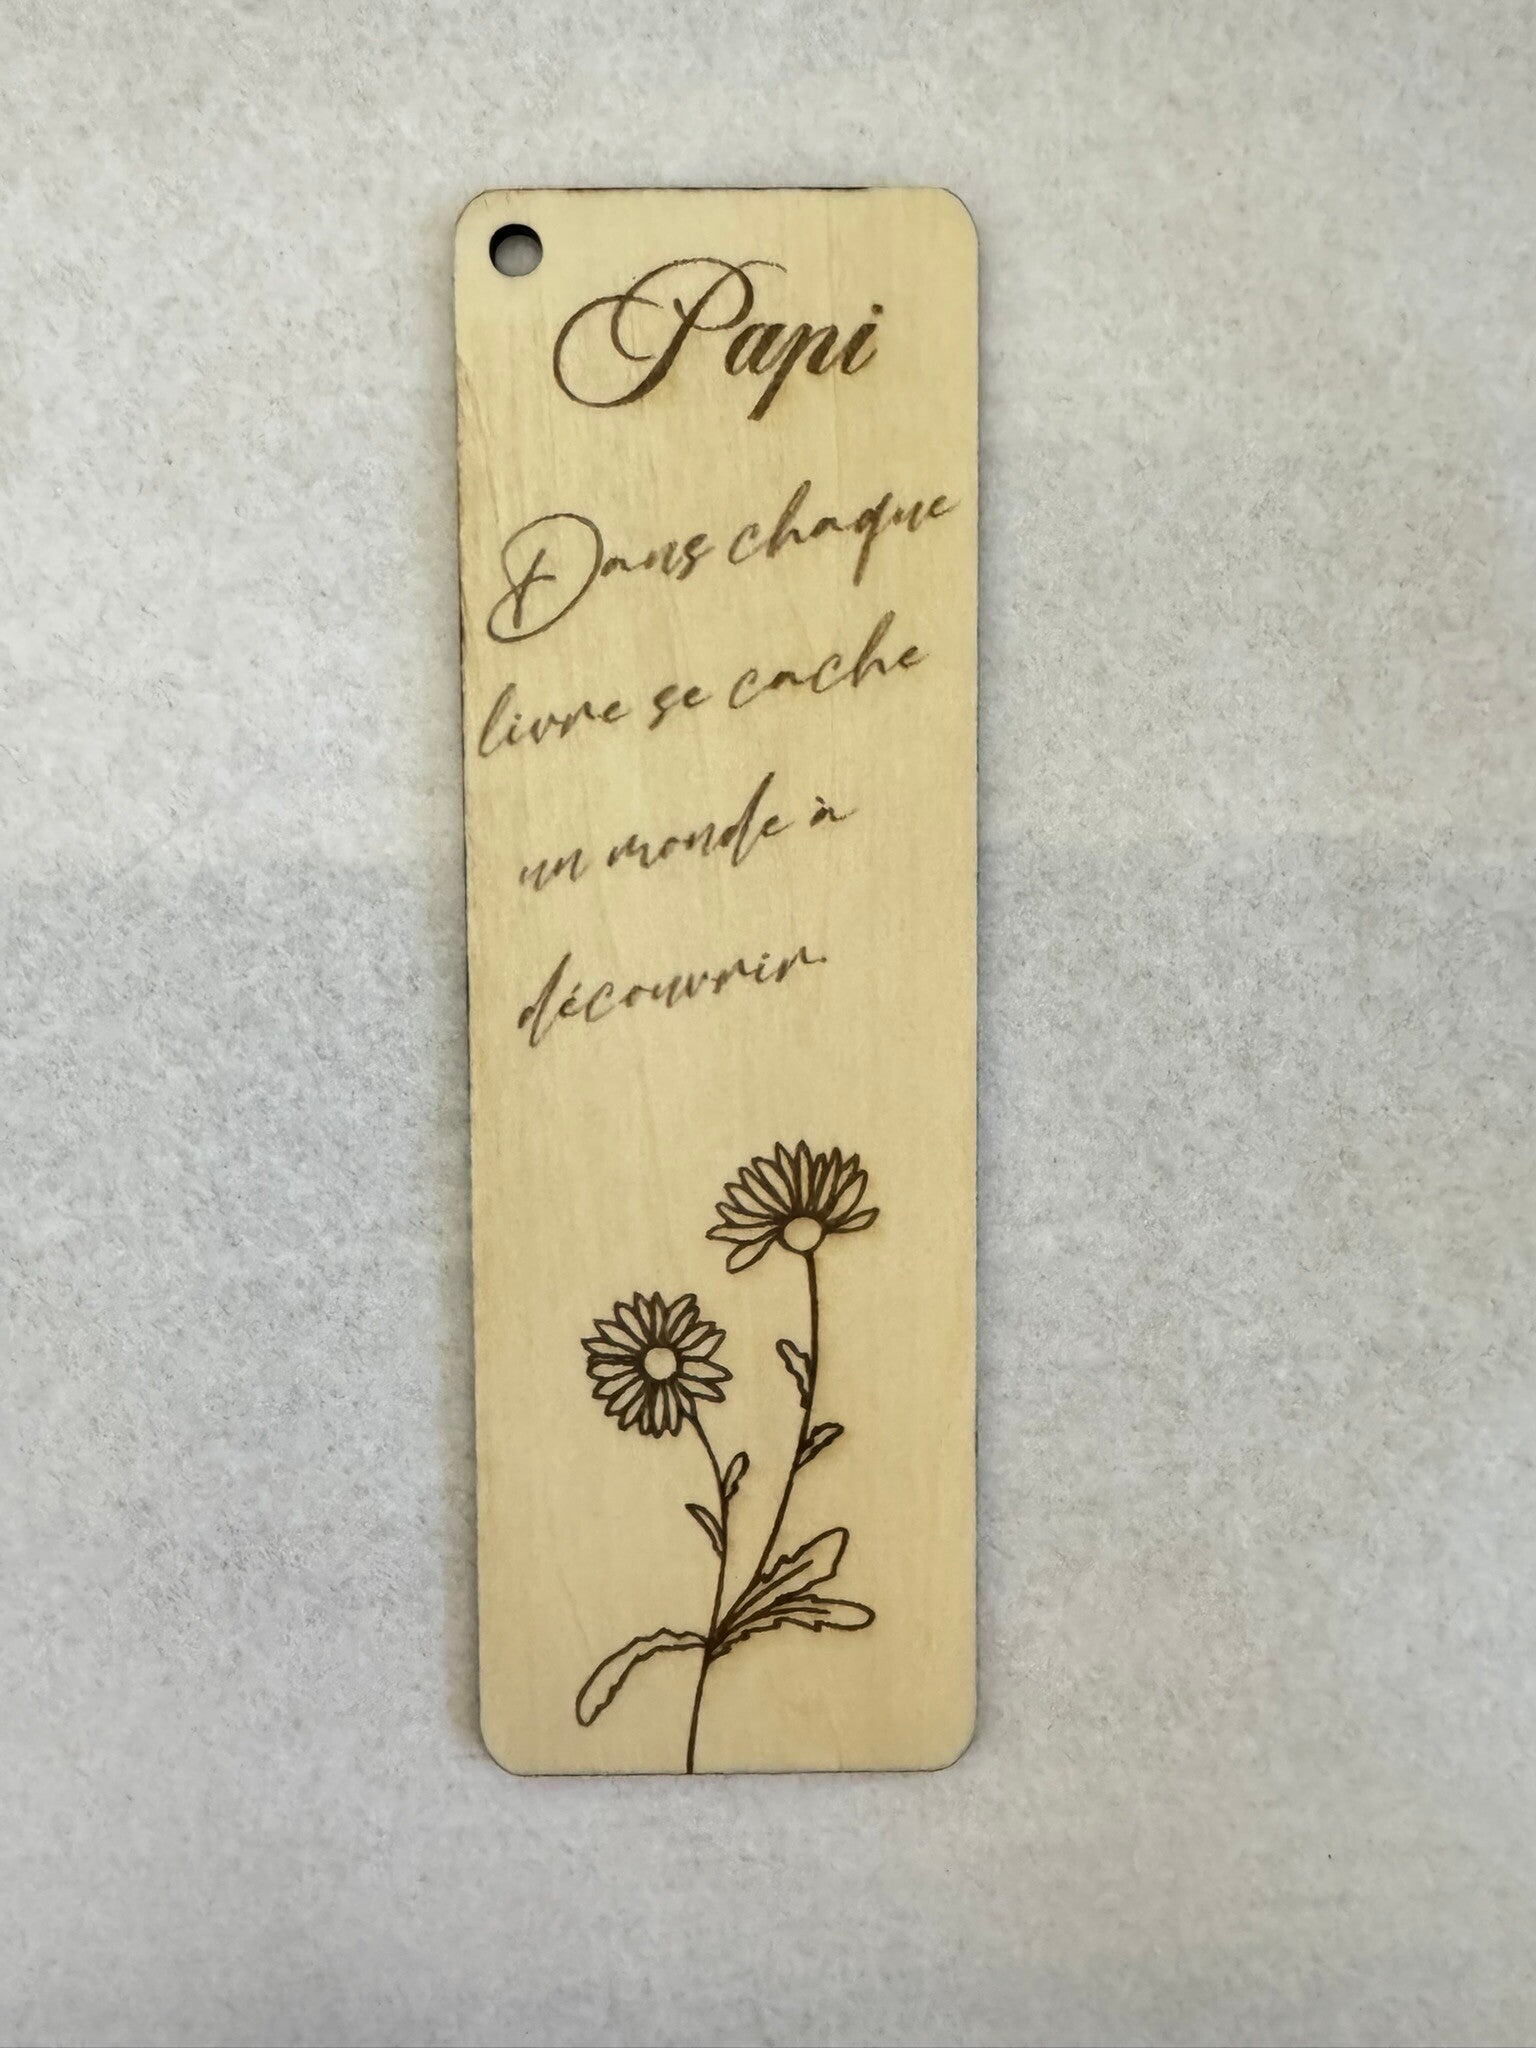 Papi
Dans chaque
livre se cache
un monde à
découvrir.